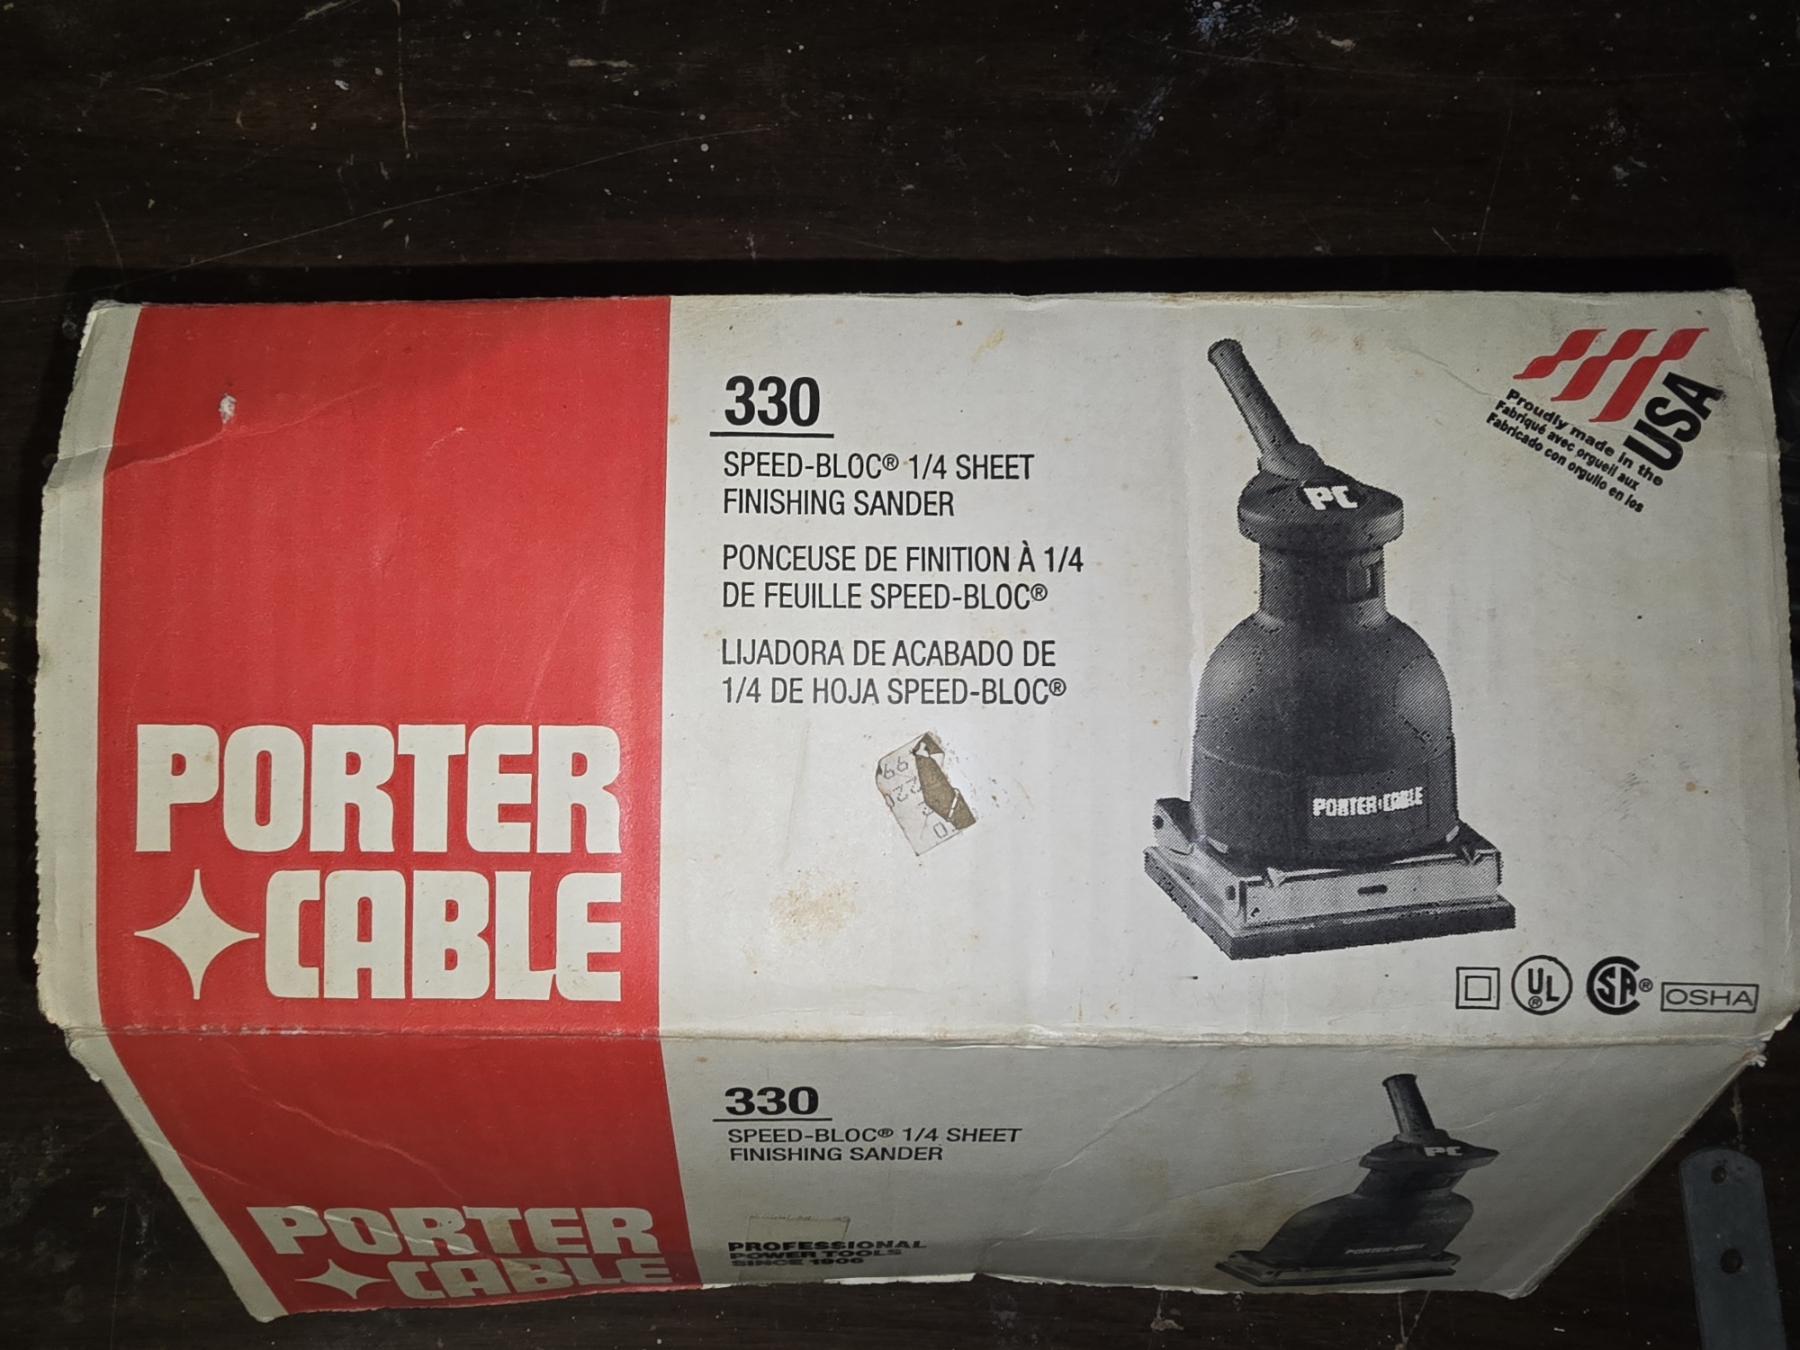 330
SPEED-BLOC® 1/4 SHEET
FINISHING SANDER
PONCEUSE DE FINITION À 1/4
DE FEUILLE SPEED-BLOC®
LIJADORA DE ACABADO DE
1/4 DE HOJA SPEED-BLOC®
PORTER
CABLE
PC
PORTER CABLE
USA
Proudly made in the
Fabriqué avec orgueil aux
Fabricado con orgullo en los
UL®
SA®
OSHA
330
SPEED-BLOC® 1/4 SHEET
FINISHING SANDER
PROFESSIONAL
POWER TOOLS
SINCE 1906
PORTER
CABLE
PC
PORTER CABLE